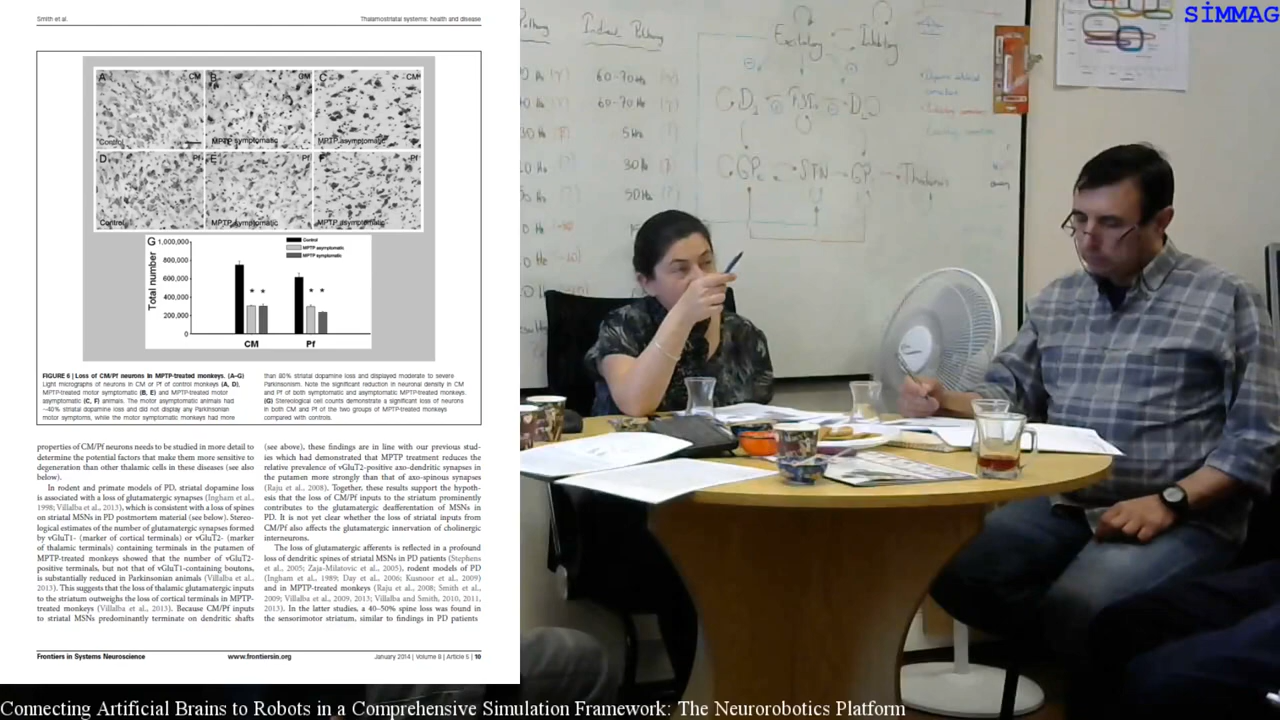 Smith et al.
Thalamostriatal systems: health and disease
A
CM
Control
B
CM
MPTP symptomatic
C
CM
MPTP asymptomatic
D
Pf
Control
E
Pf
MPTP symptomatic
F
Pf
MPTP asymptomatic
G
Total number
1,000,000
800,000
600,000
400,000
200,000
0
Control
MPTP asymptomatic
MPTP symptomatic
* *
* *
CM
Pf
FIGURE 6 | Loss of CM/Pf neurons in MPTP-treated monkeys. (A–G)
Light micrographs of neurons in CM or Pf of control monkeys (A, D),
MPTP-treated motor symptomatic (B, E) and MPTP-treated motor
asymptomatic (C, F) animals. The motor asymptomatic animals had
~40% striatal dopamine loss and did not display any Parkinsonian
motor symptoms, while the motor symptomatic monkeys had more
than 80% striatal dopamine loss and displayed moderate to severe
Parkinsonism. Note the significant reduction in neuronal density in CM
and Pf of both symptomatic and asymptomatic MPTP-treated monkeys.
(G) Stereological cell counts demonstrate a significant loss of neurons
in both CM and Pf of the two groups of MPTP-treated monkeys
compared with controls.
properties of CM/Pf neurons needs to be studied in more detail to
determine the potential factors that make them more sensitive to
degeneration than other thalamic cells in these diseases (see also
below).
In rodent and primate models of PD, striatal dopamine loss
is associated with a loss of glutamatergic synapses (Ingham et al.,
1998; Villalba et al., 2013), which is consistent with a loss of spines
on striatal MSNs in PD postmortem material (see below). Stereo-
logical estimates of the number of glutamatergic synapses formed
by vGluT1- (marker of cortical terminals) or vGluT2- (marker
of thalamic terminals) containing terminals in the putamen of
MPTP-treated monkeys showed that the number of vGluT2-
positive terminals, but not that of vGluT1-containing boutons,
is substantially reduced in Parkinsonian animals (Villalba et al.,
2013). This suggests that the loss of thalamic glutamatergic inputs
to the striatum outweighs the loss of cortical terminals in MPTP-
treated monkeys (Villalba et al., 2013). Because CM/Pf inputs
to striatal MSNs predominantly terminate on dendritic shafts
(see above), these findings are in line with our previous stud-
ies which had demonstrated that MPTP treatment reduces the
relative prevalence of vGluT2-positive axo-dendritic synapses in
the putamen more strongly than that of axo-spinous synapses
(Raju et al., 2008). Together, these results support the hypoth-
esis that the loss of CM/Pf inputs to the striatum prominently
contributes to the glutamatergic deafferentation of MSNs in
PD. It is not yet clear whether the loss of striatal inputs from
CM/Pf also affects the glutamatergic innervation of cholinergic
interneurons.
The loss of glutamatergic afferents is reflected in a profound
loss of dendritic spines of striatal MSNs in PD patients (Stephens
et al., 2005; Zaja-Milatovic et al., 2005), rodent models of PD
(Ingham et al., 1989; Day et al., 2006; Kusnoor et al., 2009)
and in MPTP-treated monkeys (Raju et al., 2008; Smith et al.,
2009; Villalba et al., 2009, 2013; Villalba and Smith, 2010, 2011,
2013). In the latter studies, a 40–50% spine loss was found in
the sensorimotor striatum, similar to findings in PD patients
Frontiers in Systems Neuroscience
www.frontiersin.org
January 2014 | Volume 8 | Article 5 | 10
SİMMAG
Indirect Pathway
60-70 Hz
60-70 Hz
5 Hz
30 Hz
50 Hz
Excitatory
Inhibitory
STN
Thalamus
Connecting Artificial Brains to Robots in a Comprehensive Simulation Framework: The Neurorobotics Platform